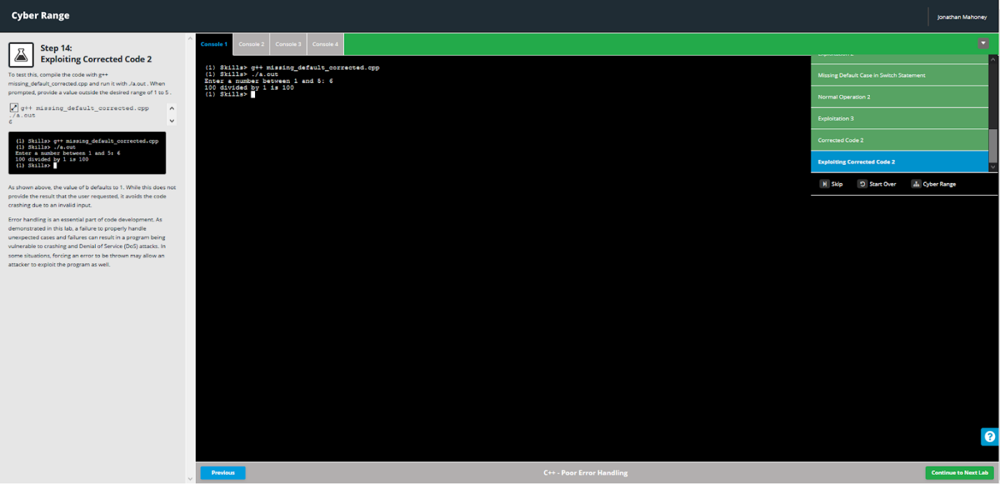 Cyber Range
Jonathan Mahoney
Step 14:
Exploiting Corrected Code 2
To test this, compile the code with g++
missing_default_corrected.cpp and run it with ./a.out . When
prompted, provide a value outside the desired range of 1 to 5 .
g++ missing_default_corrected.cpp
./a.out
6
(1) Skills> g++ missing_default_corrected.cpp
(1) Skills> ./a.out
Enter a number between 1 and 5: 6
100 divided by 1 is 100
(1) Skills>
As shown above, the value of b defaults to 1. While this does not
provide the result that the user requested, it avoids the code
crashing due to an invalid input.
Error handling is an essential part of code development. As
demonstrated in this lab, a failure to properly handle
unexpected cases and failures can result in a program being
vulnerable to crashing and Denial of Service (DoS) attacks. In
some situations, forcing an error to be thrown may allow an
attacker to exploit the program as well.
Console 1
Console 2
Console 3
Console 4
(1) Skills> g++ missing_default_corrected.cpp
(1) Skills> ./a.out
Enter a number between 1 and 5: 6
100 divided by 1 is 100
(1) Skills>
Missing Default Case in Switch Statement
Normal Operation 2
Exploitation 3
Corrected Code 2
Exploiting Corrected Code 2
Skip
Start Over
Cyber Range
?
Previous
C++ - Poor Error Handling
Continue to Next Lab